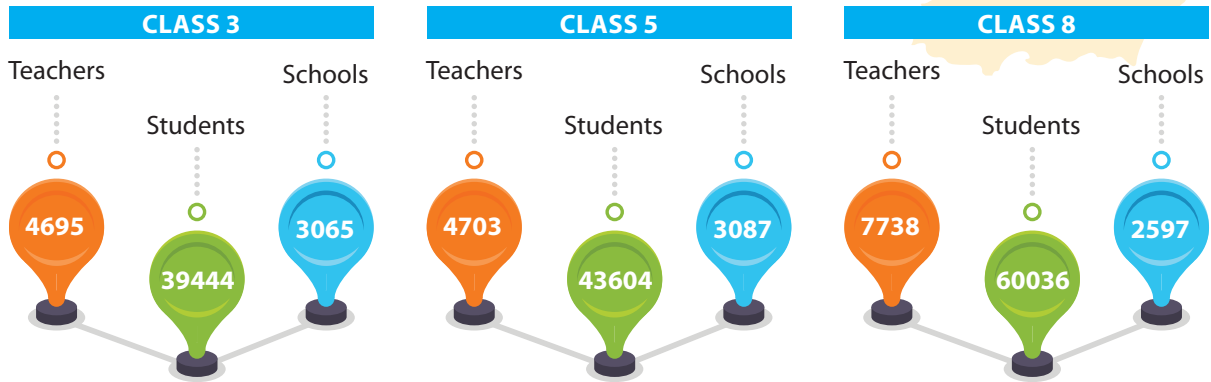 CLASS 3
Teachers
Schools
Students
4695
3065
39444
CLASS 5
Teachers
Schools
Students
4703
3087
43604
CLASS 8
Teachers
Schools
Students
7738
2597
60036